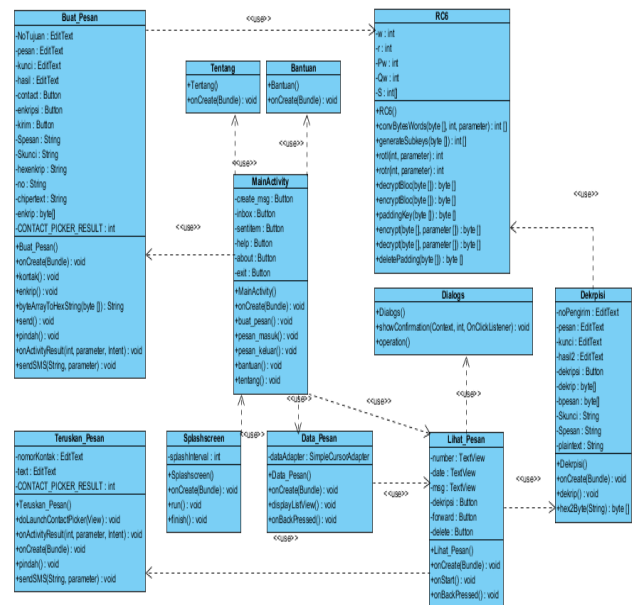 Buat_Pesan
-NoTujuan : EditText
-pesan : EditText
-kunci : EditText
-hasil : EditText
-contact : Button
-enkripsi : Button
-kirim : Button
-Spesan : String
-Skunci : String
-hexenkrip : String
-no : String
-chipertext : String
-enkrip : byte[]
-CONTACT_PICKER_RESULT : int
+Buat_Pesan()
+onCreate(Bundle) : void
+kontak() : void
+enkrip() : void
+byteArrayToHexString(byte []) : String
+send() : void
+pindah() : void
+onActivityResult(int, parameter, Intent) : void
+sendSMS(String, parameter) : void
<<use>>
RC6
-w : int
-r : int
-Pw : int
-Qw : int
-S : int[]
+RC6()
+convBytesWords(byte [], int, parameter) : int []
+generateSubkeys(byte []) : int []
+rotl(int, parameter) : int
+rotr(int, parameter) : int
+decryptBloc(byte []) : byte []
+encryptBloc(byte []) : byte []
+paddingKey(byte []) : byte []
+encrypt(byte [], parameter []) : byte []
+decrypt(byte [], parameter []) : byte []
+deletePadding(byte []) : byte []
Tentang
+Tentang()
+onCreate(Bundle) : void
Bantuan
+Bantuan()
+onCreate(Bundle) : void
<<use>>
<<use>>
<<use>>
<<use>>
MainActivity
-create_msg : Button
-inbox : Button
-sentitem : Button
-help : Button
-about : Button
-exit : Button
+MainActivity()
+onCreate(Bundle) : void
+buat_pesan() : void
+pesan_masuk() : void
+pesan_keluar() : void
+bantuan() : void
+tentang() : void
Dialogs
+Dialogs()
+showConfirmation(Context, int, OnClickListener) : void
+operation()
Dekrpisi
-noPengirim : EditText
-pesan : EditText
-kunci : EditText
-hasil2 : EditText
-dekripsi : Button
-dekrip : byte[]
-bpesan : byte[]
-Skunci : String
-Spesan : String
-plaintext : String
+Dekrpisi()
+onCreate(Bundle) : void
+dekrip() : void
+hex2Byte(String) : byte []
<<use>>
<<use>>
<<use>>
<<use>>
Teruskan_Pesan
-nomorKontak : EditText
-text : EditText
-CONTACT_PICKER_RESULT : int
+Teruskan_Pesan()
+doLaunchContactPicker(View) : void
+onActivityResult(int, parameter, Intent) : void
+onCreate(Bundle) : void
+pindah() : void
+sendSMS(String, parameter) : void
Splashscreen
-splashInterval : int
+Splashscreen()
+onCreate(Bundle) : void
+run() : void
+finish() : void
Data_Pesan
-dataAdapter : SimpleCursorAdapter
+Data_Pesan()
+onCreate(Bundle) : void
+displayListView() : void
+onBackPressed() : void
<<use>>
<<use>>
<<use>>
Lihat_Pesan
-number : TextView
-date : TextView
-msg : TextView
-dekripsi : Button
-forward : Button
-delete : Button
+Lihat_Pesan()
+onCreate(Bundle) : void
+onStart() : void
+onBackPressed() : void